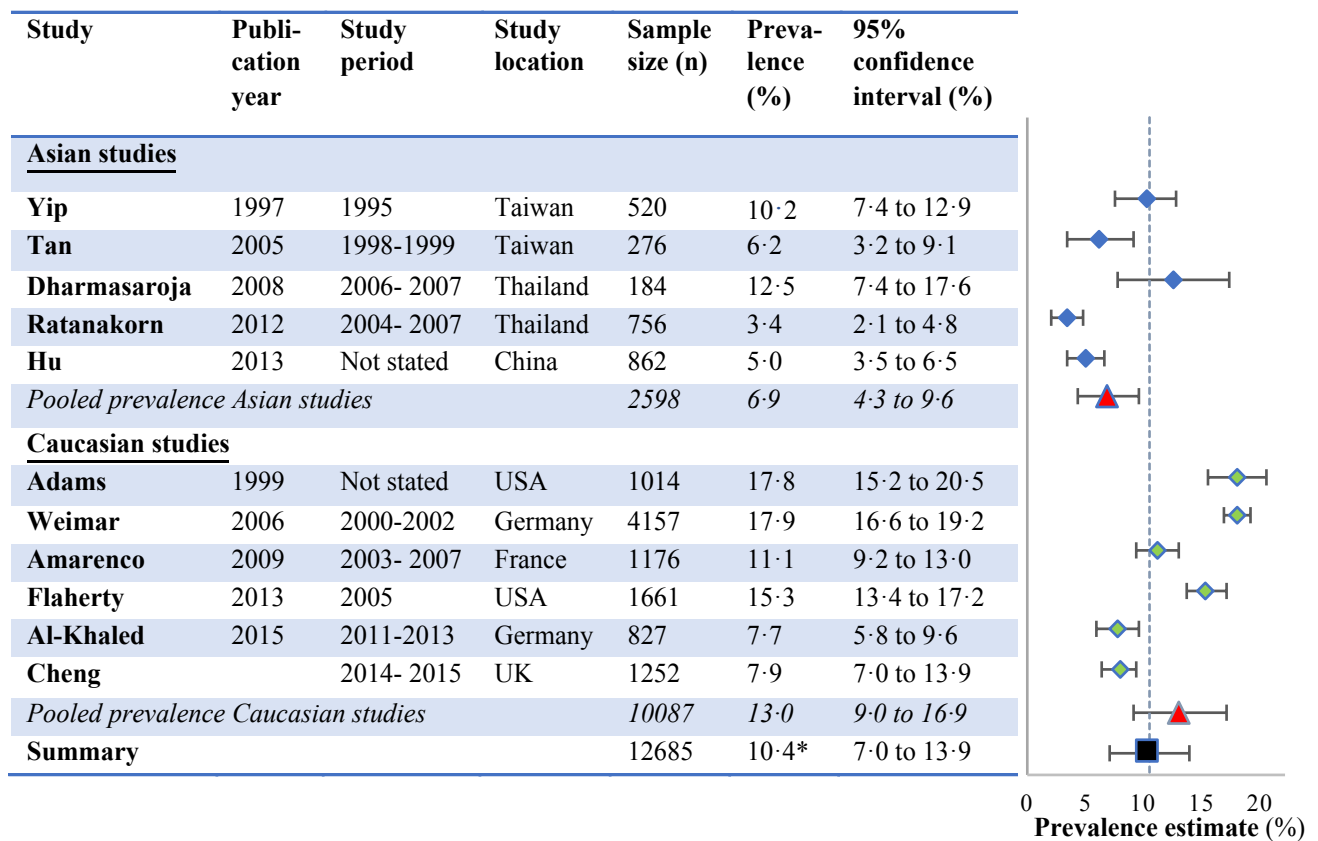 Study Publi- Study Study Sample Preva- 95%
cation period location size (n) lence confidence
year (%) interval (%)
Asian studies
Yip 1997 1995 Taiwan 520 10·2 7·4 to 12·9
Tan 2005 1998-1999 Taiwan 276 6·2 3·2 to 9·1
Dharmasaroja 2008 2006- 2007 Thailand 184 12·5 7·4 to 17·6
Ratanakorn 2012 2004- 2007 Thailand 756 3·4 2·1 to 4·8
Hu 2013 Not stated China 862 5·0 3·5 to 6·5
Pooled prevalence Asian studies 2598 6·9 4·3 to 9·6
Caucasian studies
Adams 1999 Not stated USA 1014 17·8 15·2 to 20·5
Weimar 2006 2000-2002 Germany 4157 17·9 16·6 to 19·2
Amarenco 2009 2003- 2007 France 1176 11·1 9·2 to 13·0
Flaherty 2013 2005 USA 1661 15·3 13·4 to 17·2
Al-Khaled 2015 2011-2013 Germany 827 7·7 5·8 to 9·6
Cheng 2014- 2015 UK 1252 7·9 7·0 to 13·9
Pooled prevalence Caucasian studies 10087 13·0 9·0 to 16·9
Summary 12685 10·4* 7·0 to 13·9
0 5 10 15 20
Prevalence estimate (%)